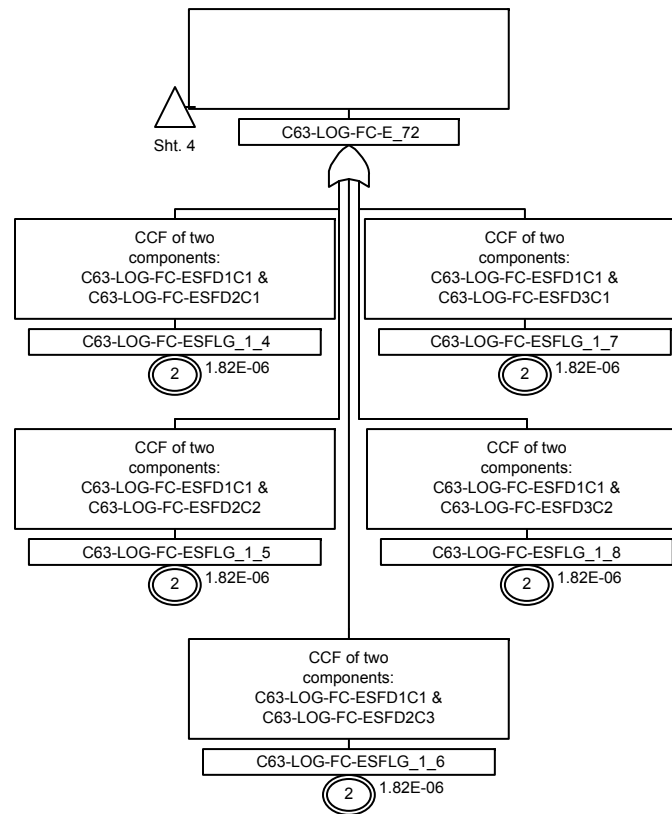 Sht. 4
C63-LOG-FC-E_72
CCF of two
components:
C63-LOG-FC-ESFD1C1 &
C63-LOG-FC-ESFD2C1
C63-LOG-FC-ESFLG_1_4
2
1.82E-06
CCF of two
components:
C63-LOG-FC-ESFD1C1 &
C63-LOG-FC-ESFD3C1
C63-LOG-FC-ESFLG_1_7
2
1.82E-06
CCF of two
components:
C63-LOG-FC-ESFD1C1 &
C63-LOG-FC-ESFD2C2
C63-LOG-FC-ESFLG_1_5
2
1.82E-06
CCF of two
components:
C63-LOG-FC-ESFD1C1 &
C63-LOG-FC-ESFD3C2
C63-LOG-FC-ESFLG_1_8
2
1.82E-06
CCF of two
components:
C63-LOG-FC-ESFD1C1 &
C63-LOG-FC-ESFD2C3
C63-LOG-FC-ESFLG_1_6
2
1.82E-06